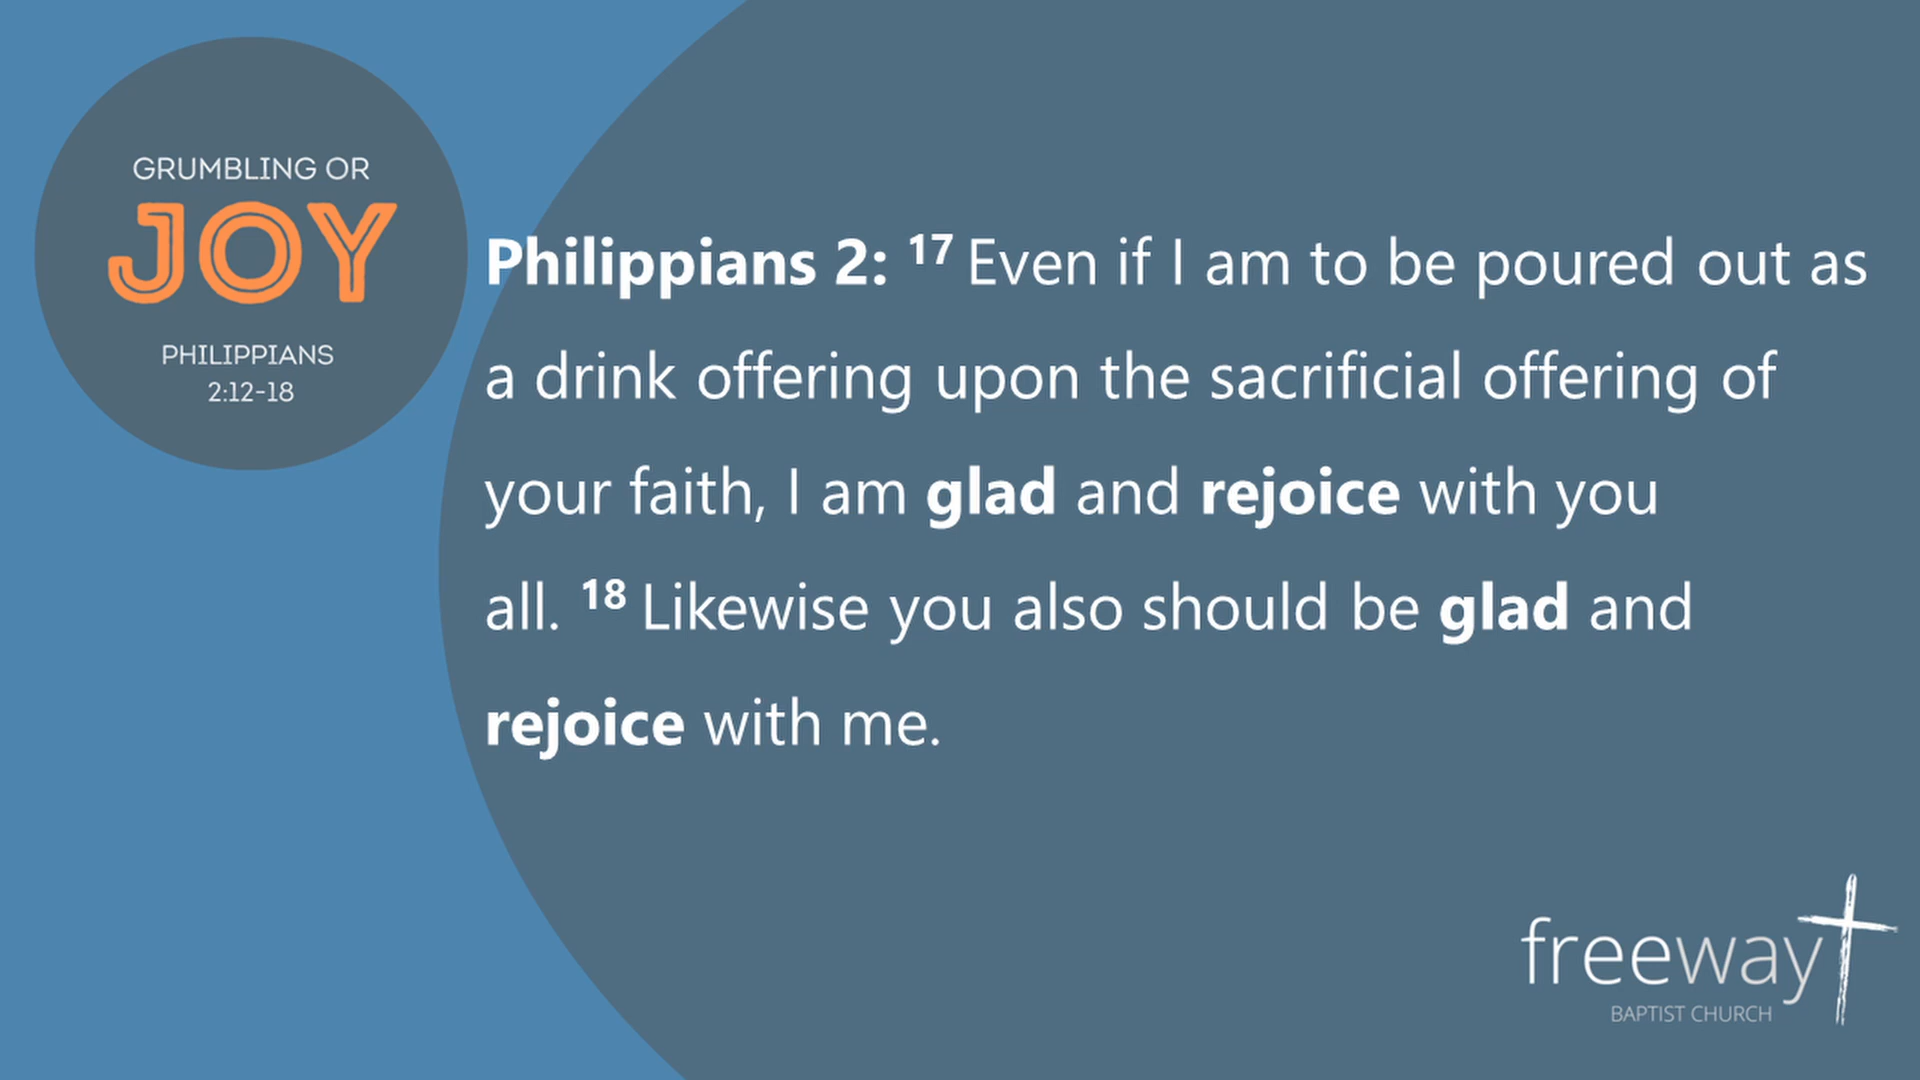 GRUMBLING OR
JOY
PHILIPPIANS
2:12-18
Philippians 2: 17 Even if I am to be poured out as
a drink offering upon the sacrificial offering of
your faith, I am glad and rejoice with you
all. 18 Likewise you also should be glad and
rejoice with me.
freeway
BAPTIST CHURCH